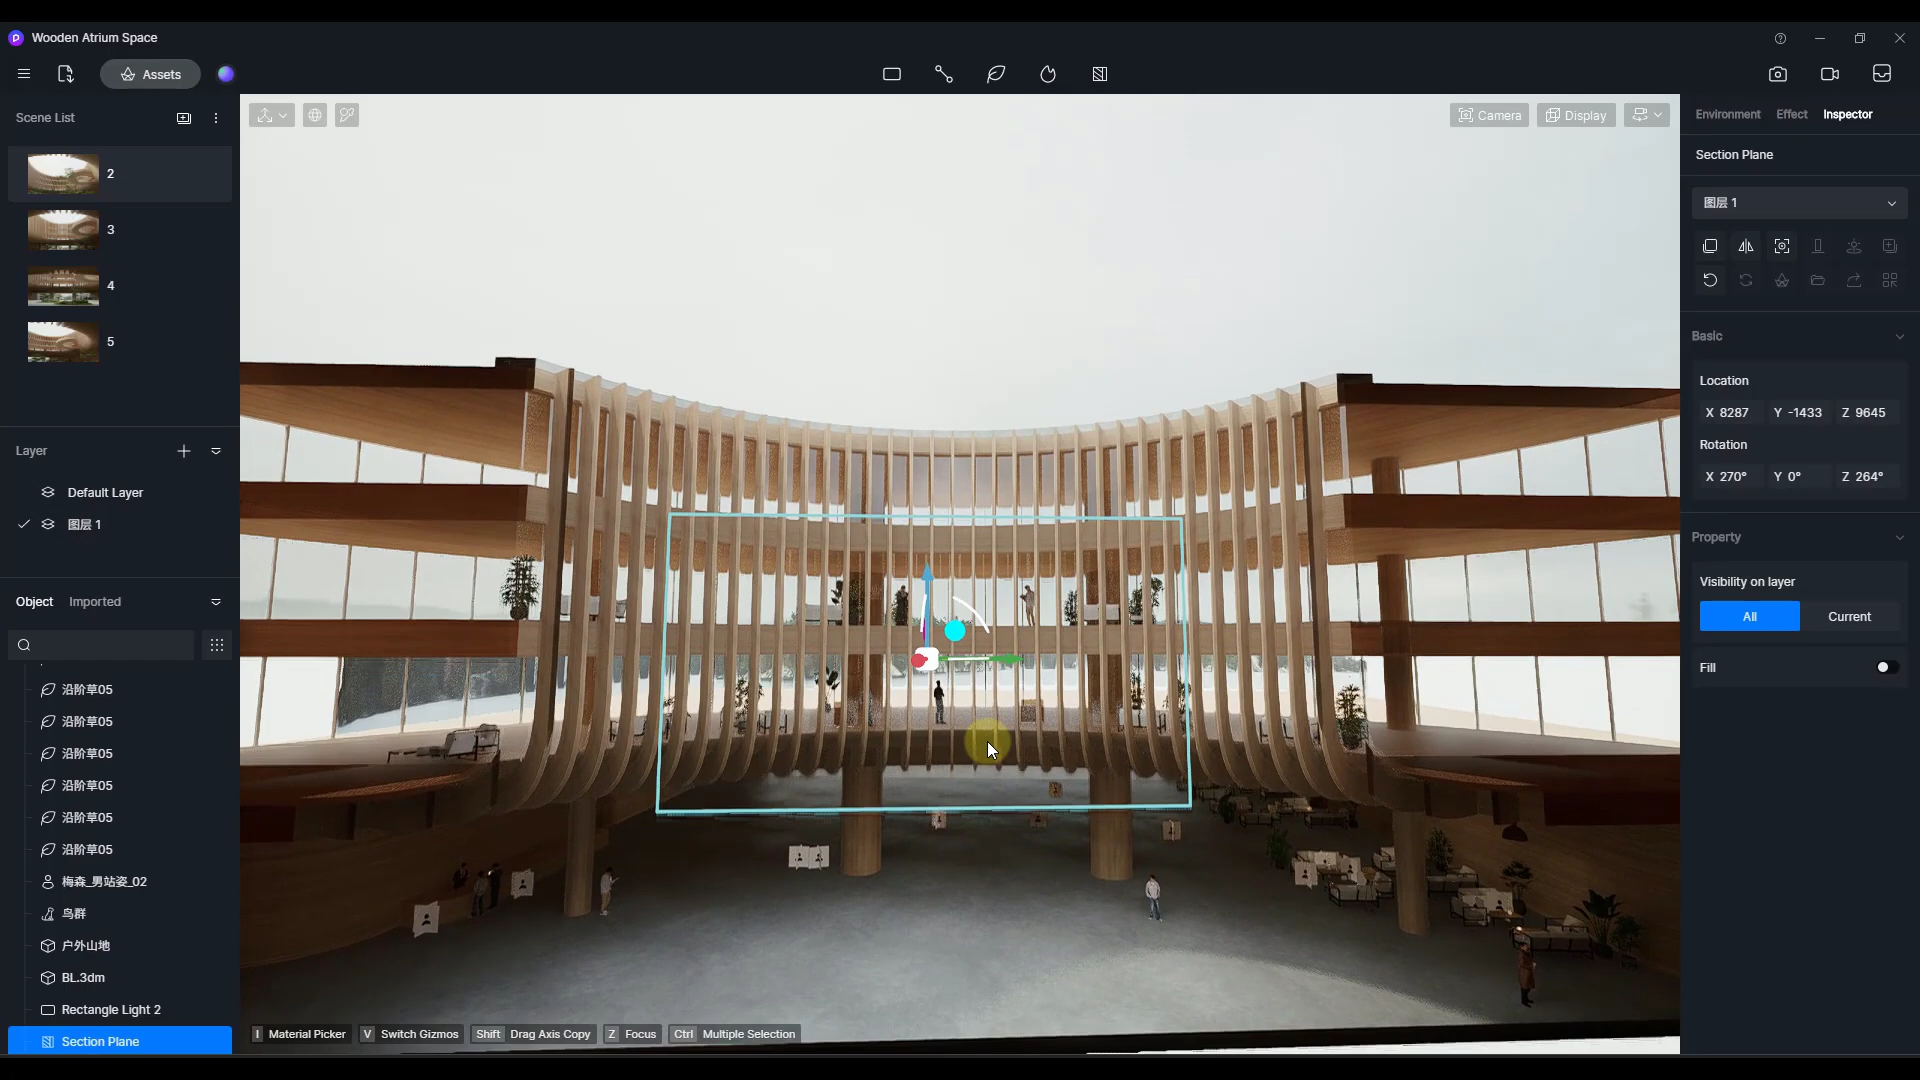 Wooden Atrium Space
Assets
Scene List
2
3
4
5
Layer
Default Layer
图层 1
Object Imported
沿阶草05
沿阶草05
沿阶草05
沿阶草05
沿阶草05
沿阶草05
梅森_男站姿_02
鸟群
户外山地
BL.3dm
Rectangle Light 2
Section Plane
Camera
Display
I Material Picker V Switch Gizmos Shift Drag Axis Copy Z Focus Ctrl Multiple Selection
Environment Effect Inspector
Section Plane
图层 1
Basic
Location
X 8287 Y -1433 Z 9645
Rotation
X 270° Y 0° Z 264°
Property
Visibility on layer
All Current
Fill